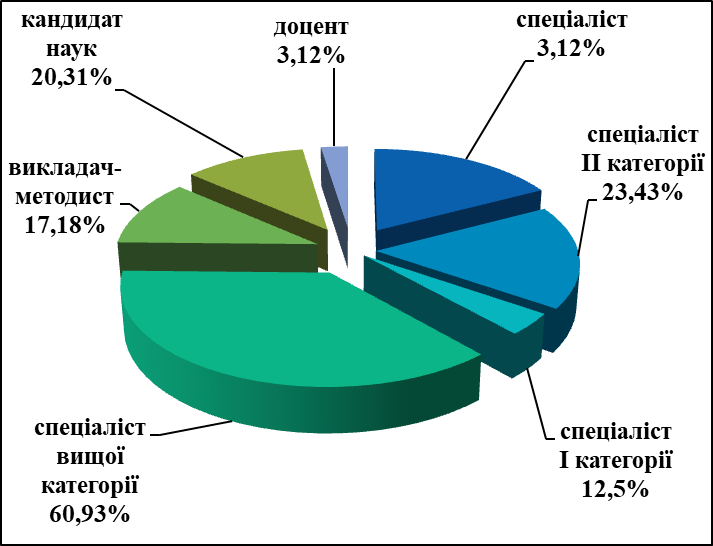 кандидат
наук
20,31%
доцент
3,12%
спеціаліст
3,12%
спеціаліст
ІІ категорії
23,43%
викладач-
методист
17,18%
спеціаліст
вищої
категорії
60,93%
спеціаліст
І категорії
12,5%